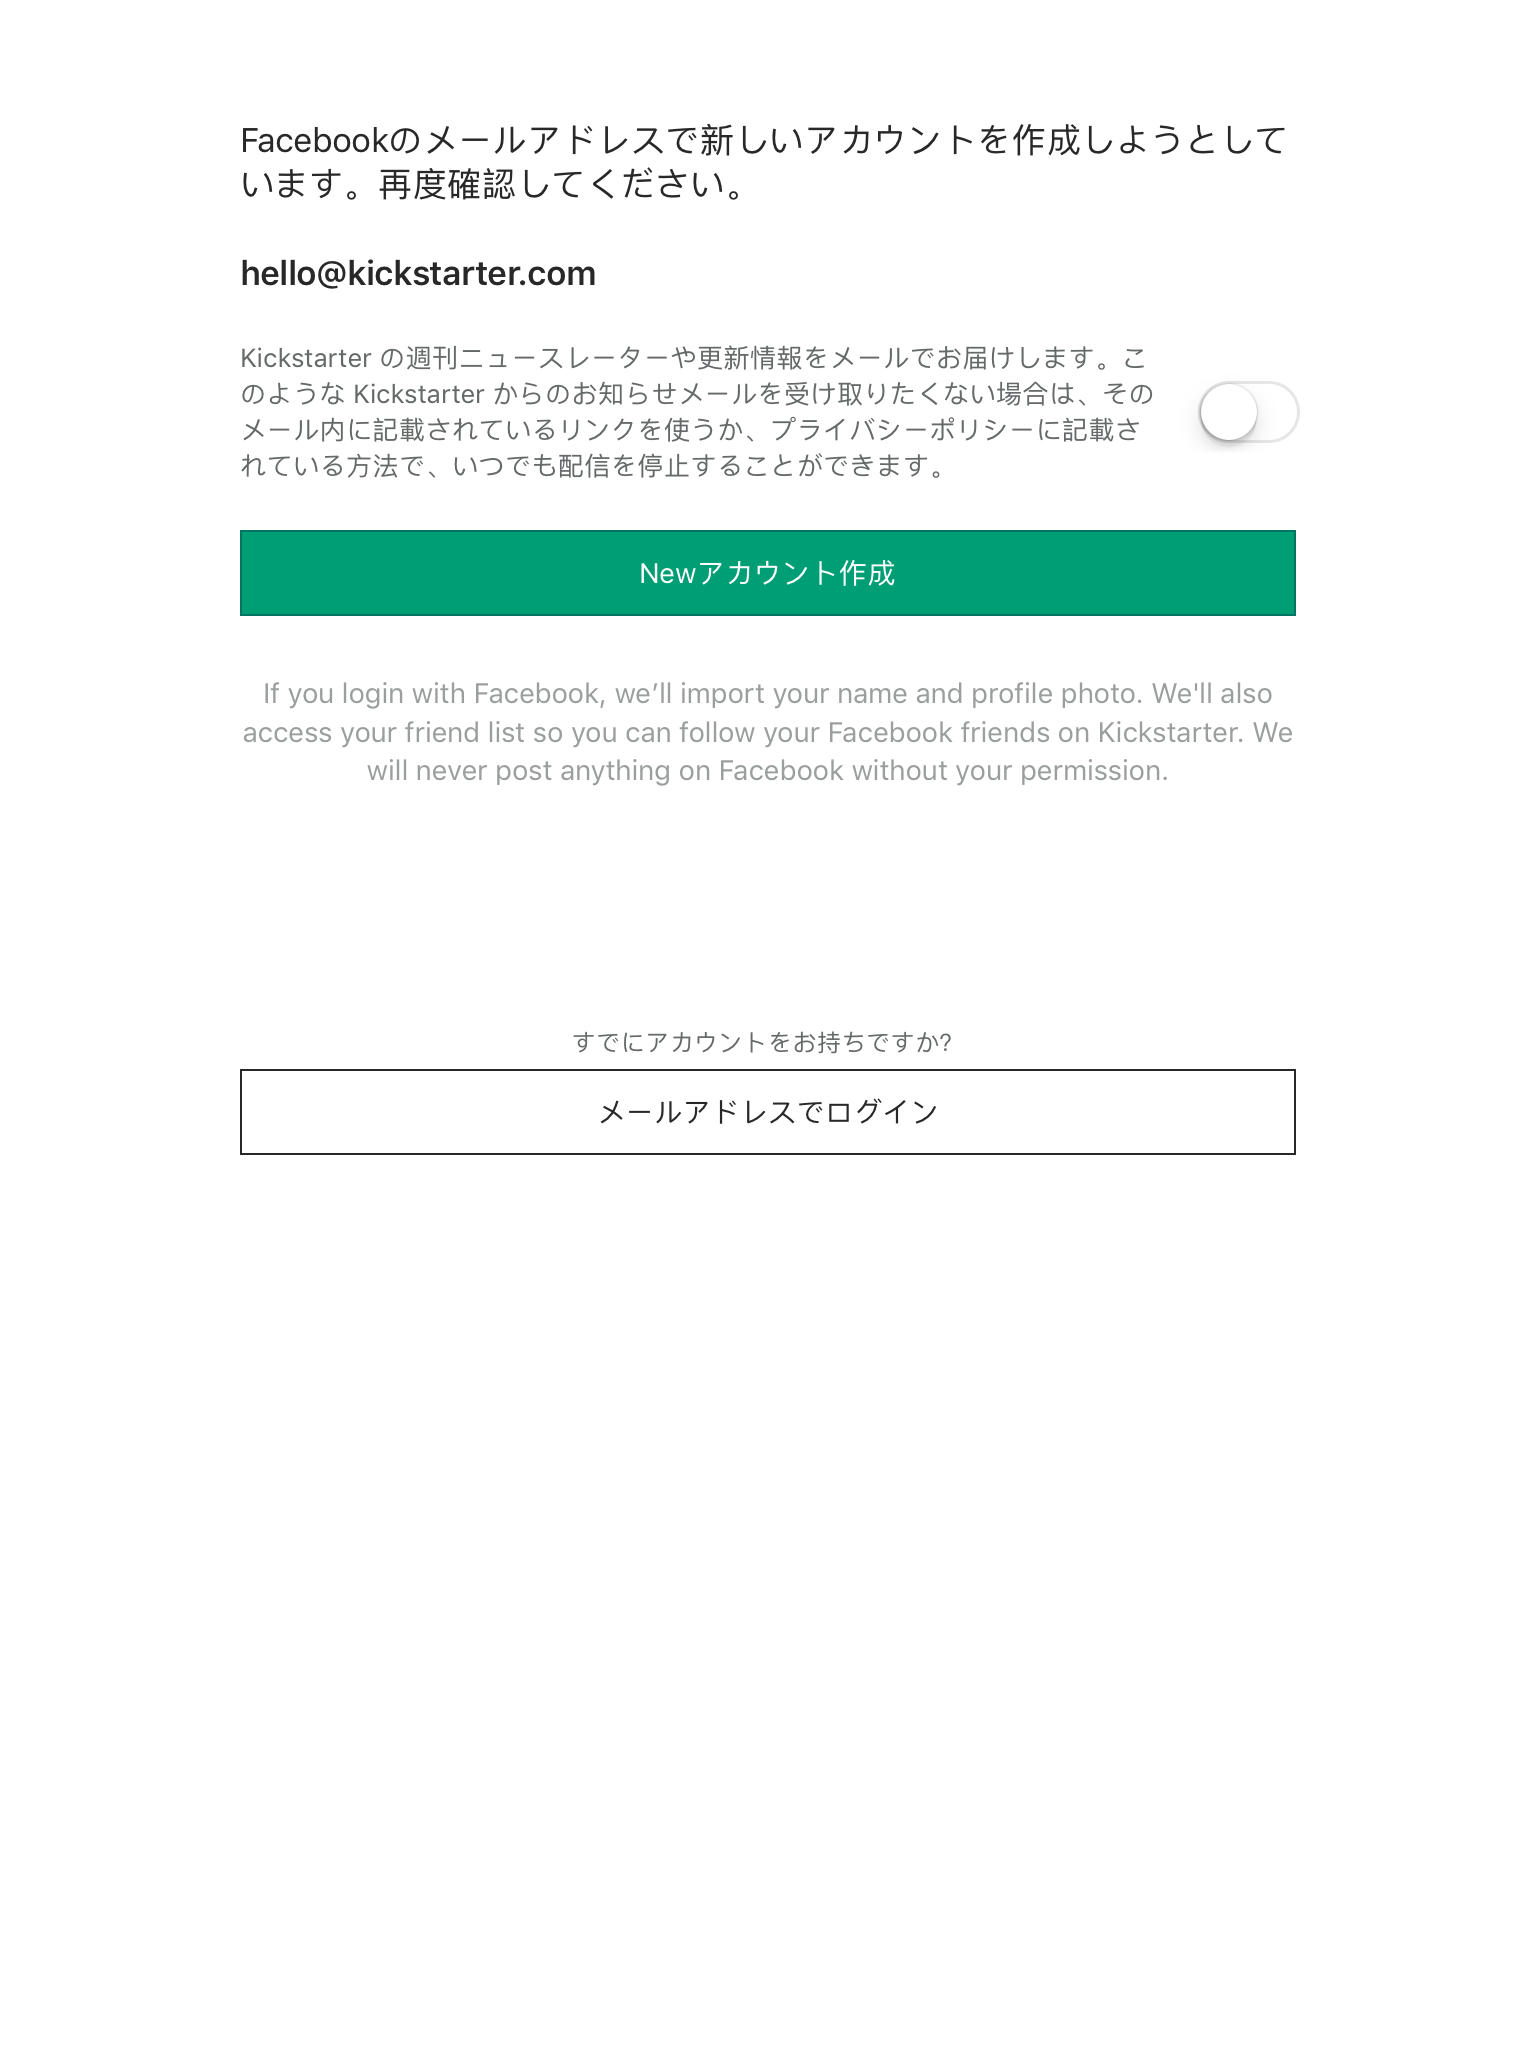 Facebookのメールアドレスで新しいアカウントを作成しようとして
います。再度確認してください。
hello@kickstarter.com
Kickstarter の週刊ニュースレーターや更新情報をメールでお届けします。こ
のような Kickstarter からのお知らせメールを受け取りたくない場合は、その
メール内に記載されているリンクを使うか、プライバシーポリシーに記載さ
れている方法で、いつでも配信を停止することができます。
Newアカウント作成
If you login with Facebook, we’ll import your name and profile photo. We'll also
access your friend list so you can follow your Facebook friends on Kickstarter. We
will never post anything on Facebook without your permission.
すでにアカウントをお持ちですか?
メールアドレスでログイン